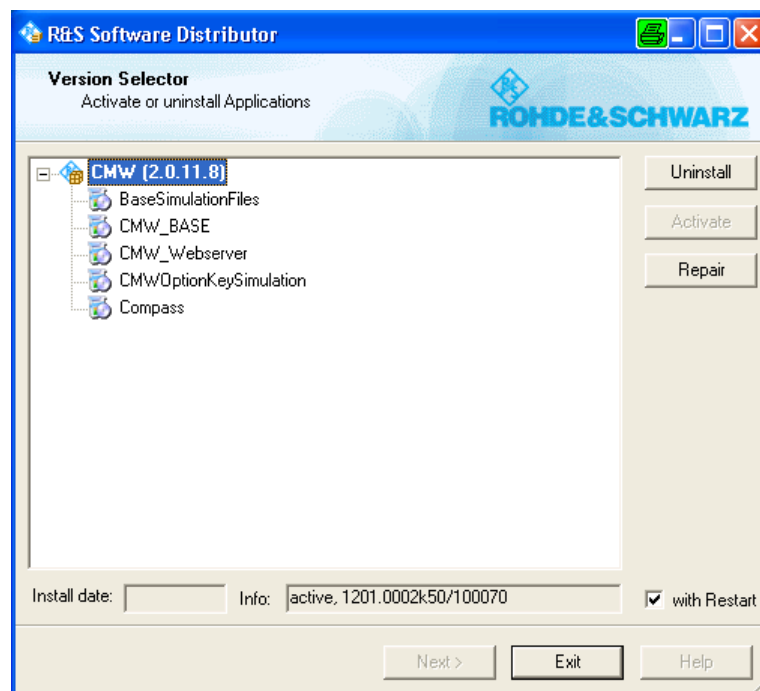 R&S Software Distributor
Version Selector
Activate or uninstall Applications
ROHDE&SCHWARZ
CMW (2.0.11.8)
BaseSimulationFiles
CMW_BASE
CMW_Webserver
CMWOptionKeySimulation
Compass
Uninstall
Activate
Repair
Install date:
Info:
active, 1201.0002k50/100070
with Restart
Next >
Exit
Help